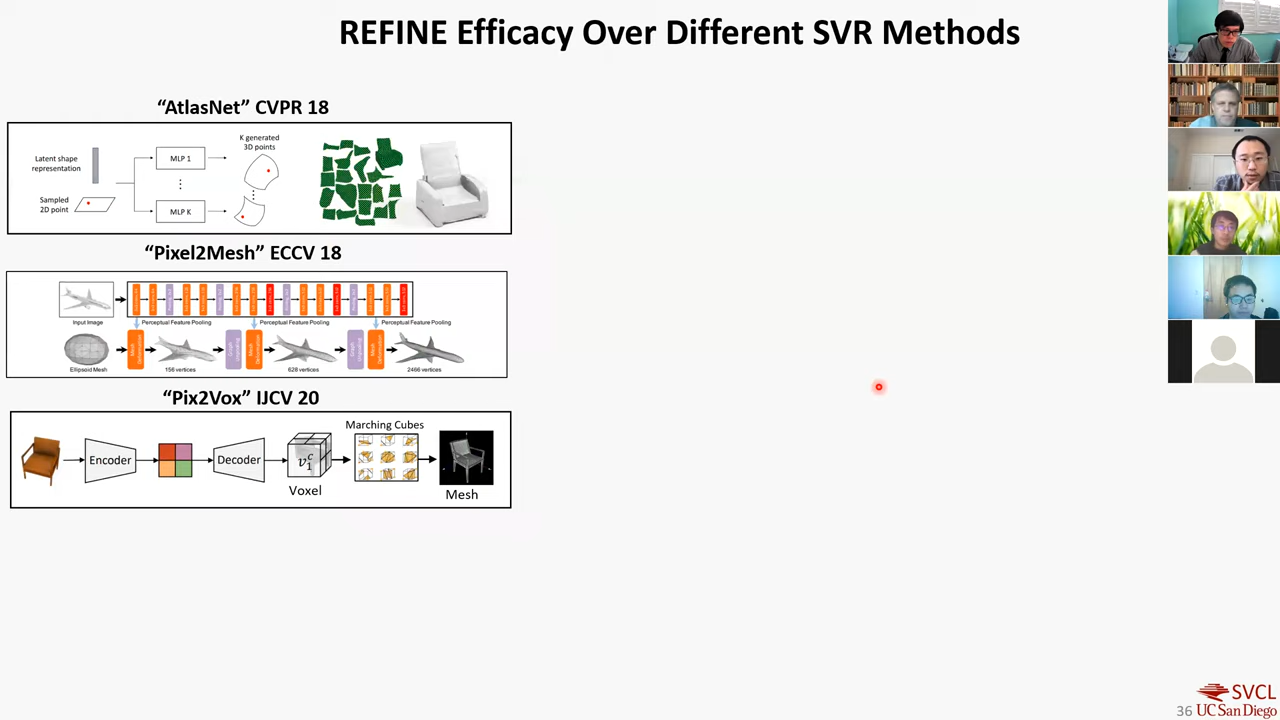 REFINE Efficacy Over Different SVR Methods
“AtlasNet” CVPR 18
Latent shape
representation
Sampled
2D point
MLP 1
MLP K
K generated
3D points
“Pixel2Mesh” ECCV 18
Input Image
Perceptual Feature Pooling
Perceptual Feature Pooling
Perceptual Feature Pooling
Ellipsoid Mesh
156 vertices
628 vertices
2466 vertices
“Pix2Vox” IJCV 20
Encoder
Decoder
Voxel
Marching Cubes
Mesh
36
SVCL
UC San Diego